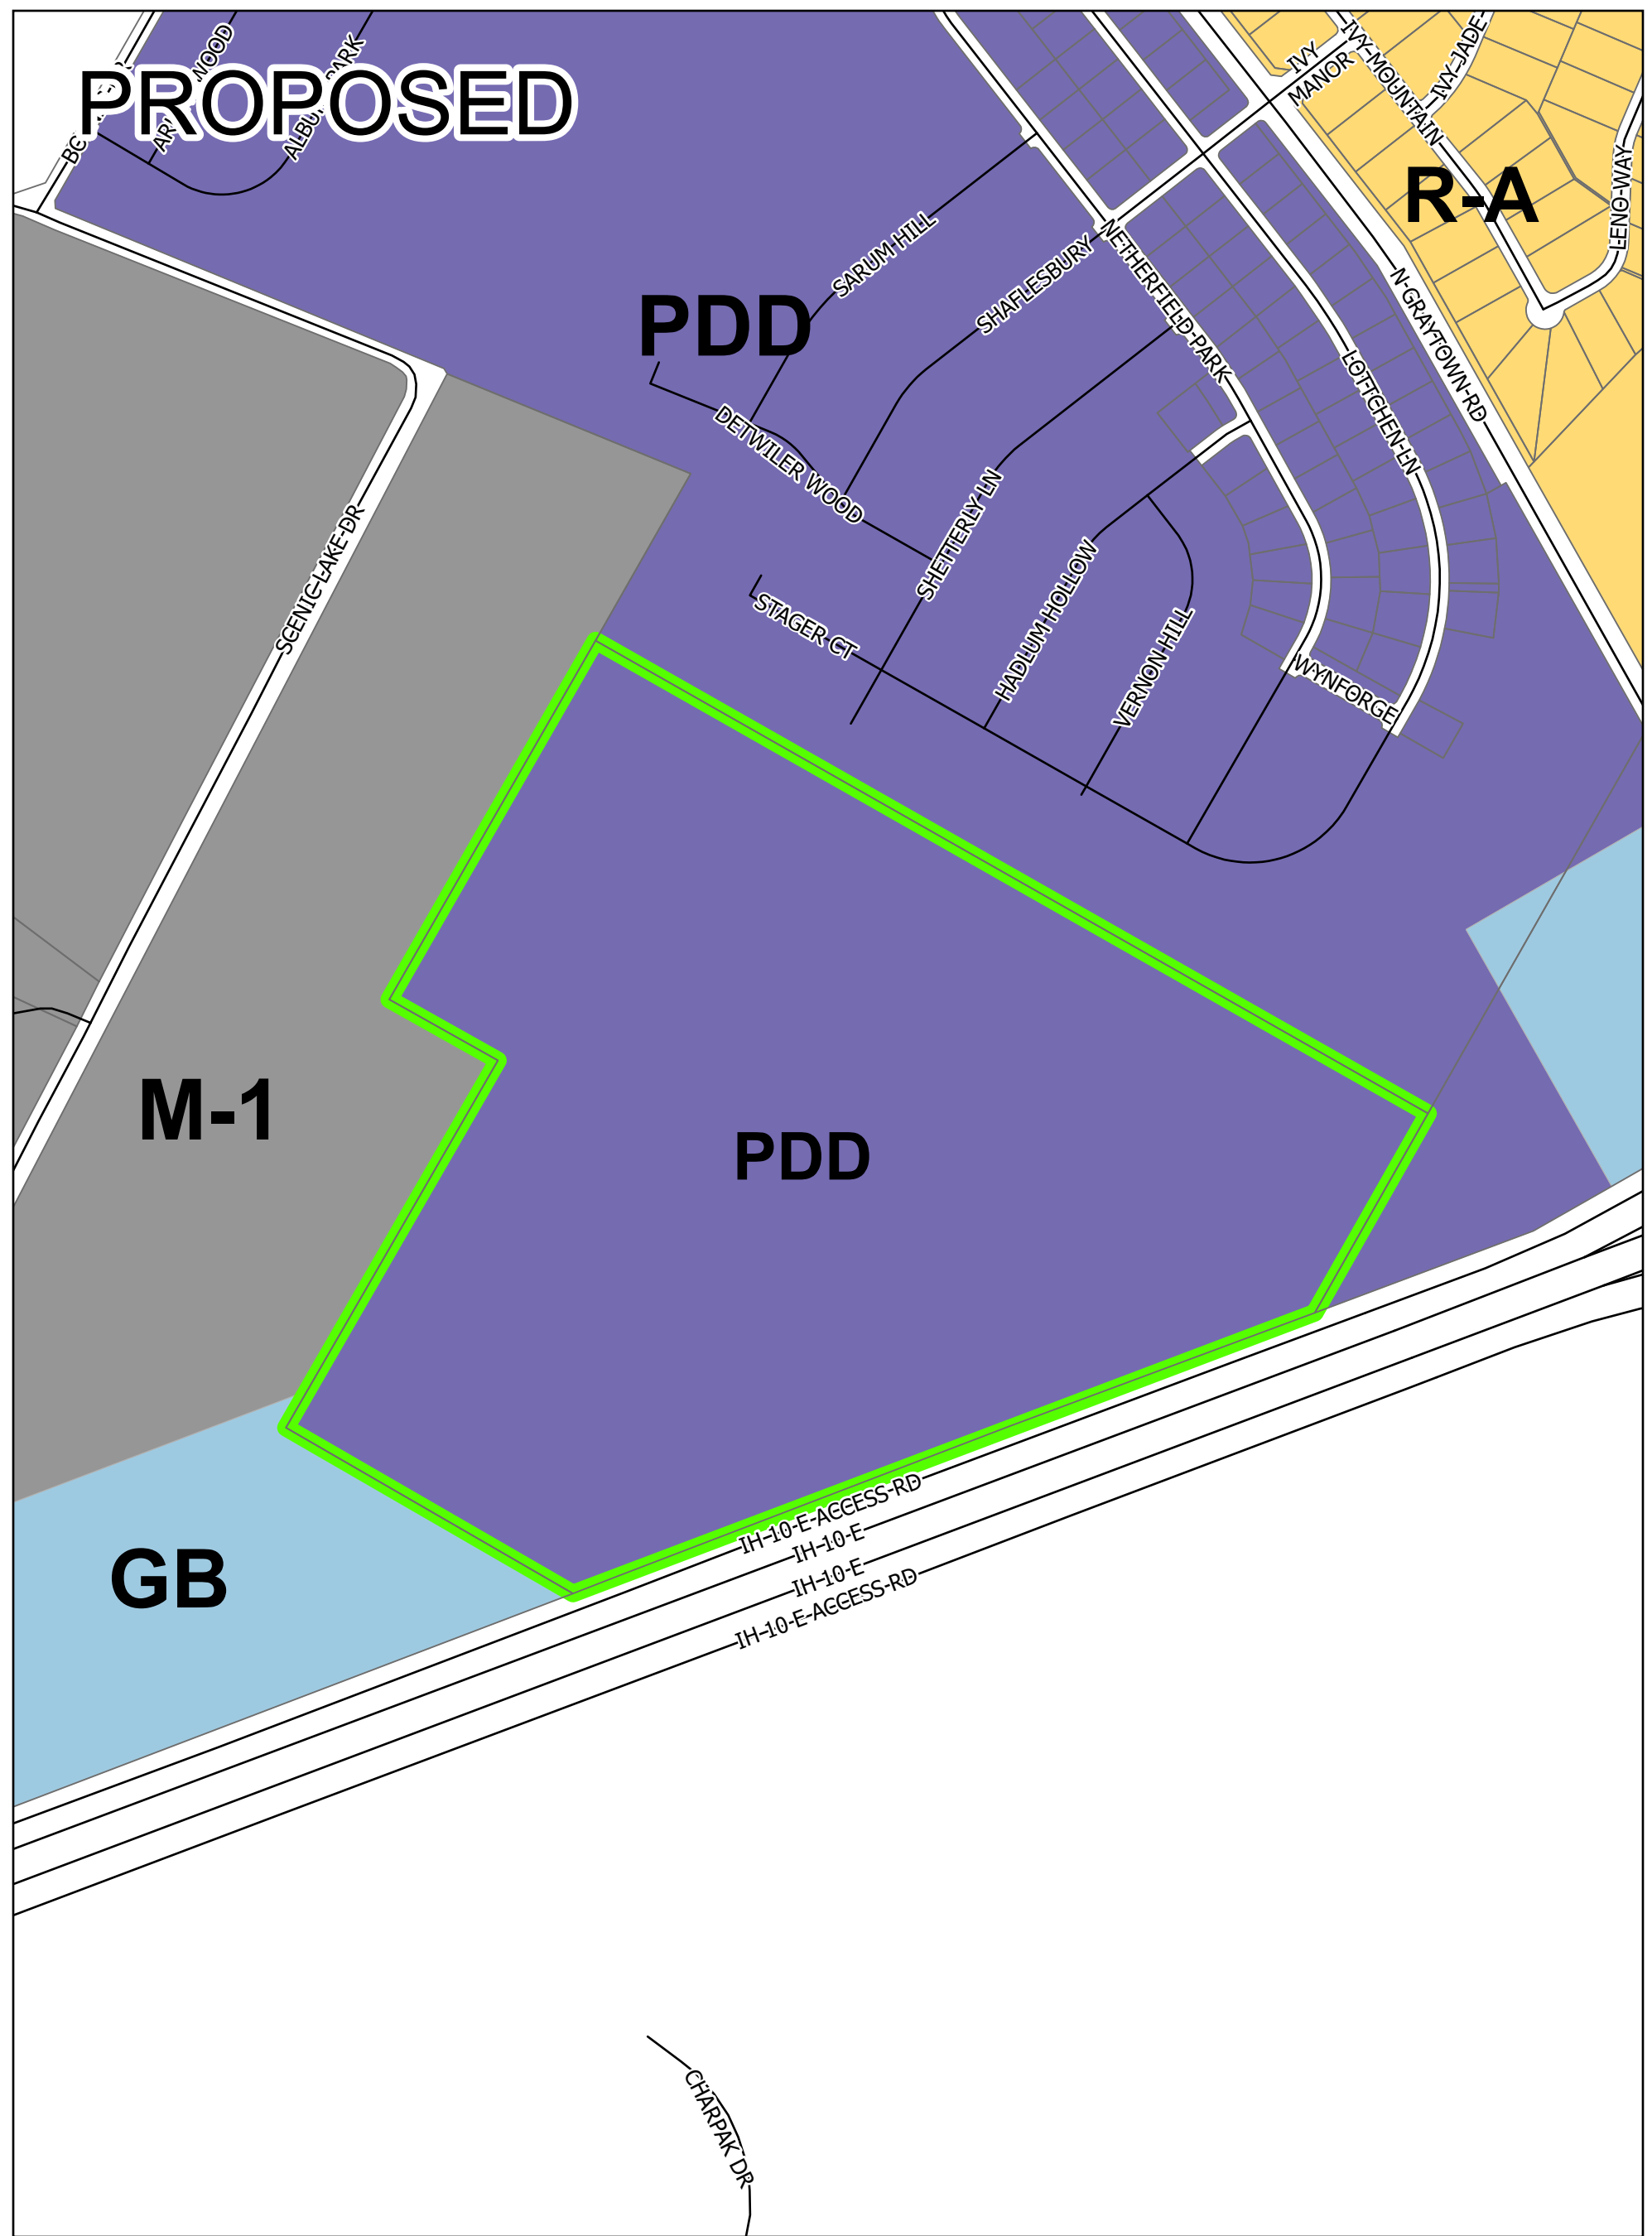 PROPOSED
IVY
MANOR
IVY-MOUNTAIN
IVY-JADE
R-A
LENO-WAY
SARUM HILL
SHAFLESBURY
NETHERFIELD-PARK
N-GRAYTOWN-RD
PDD
LOTTCHEN-LN
DETWILER WOOD
SHETTERLY LN
SCENIC-LAKE-DR
STAGER CT
HADLUM-HOLLOW
VERNON HILL
WYNFORGE
M-1
PDD
GB
IH-10-E-ACCESS-RD
IH-10-E
IH-10-E
IH-10-E-ACCESS-RD
CHARPAK DR